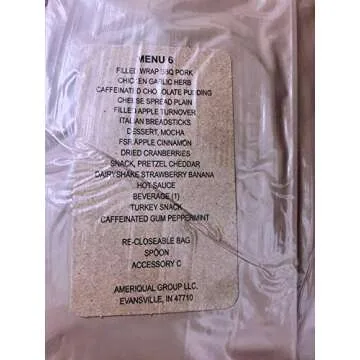 MENU 6
FILLED WRAP BBQ PORK
CHICKEN GARLIC HERB
CAFFEINATED CHOCOLATE PUDDING
CHEESE SPREAD PLAIN
FILLED APPLE TURNOVER
ITALIAN BREADSTICKS
DESSERT, MOCHA
FSR APPLE CINNAMON
DRIED CRANBERRIES
SNACK, PRETZEL CHEDDAR
DAIRYSHAKE STRAWBERRY BANANA
HOT SAUCE
BEVERAGE (1)
TURKEY SNACK
CAFFEINATED GUM PEPPERMINT
RE-CLOSEABLE BAG
SPOON
ACCESSORY C
AMERIQUAL GROUP LLC.
EVANSVILLE, IN 47710